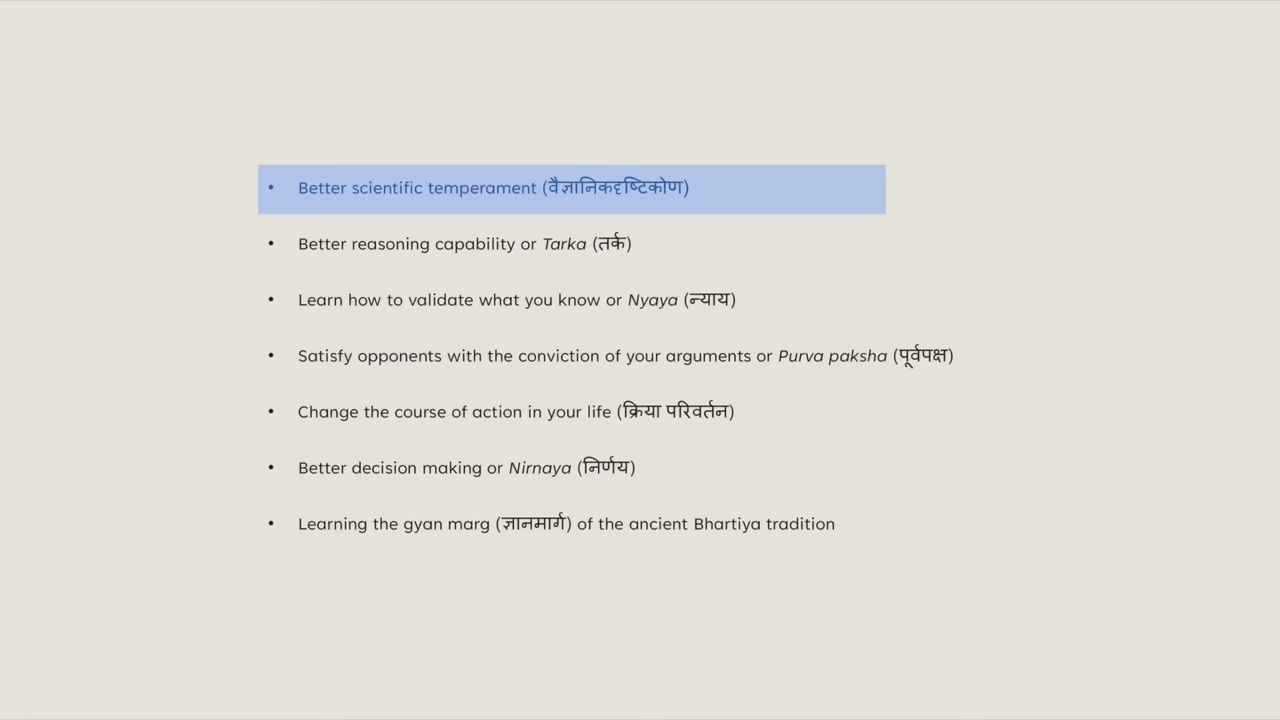 • Better scientific temperament (वैज्ञानिकदृष्टिकोण)
• Better reasoning capability or Tarka (तर्क)
• Learn how to validate what you know or Nyaya (न्याय)
• Satisfy opponents with the conviction of your arguments or Purva paksha (पूर्वपक्ष)
• Change the course of action in your life (क्रिया परिवर्तन)
• Better decision making or Nirnaya (निर्णय)
• Learning the gyan marg (ज्ञानमार्ग) of the ancient Bhartiya tradition